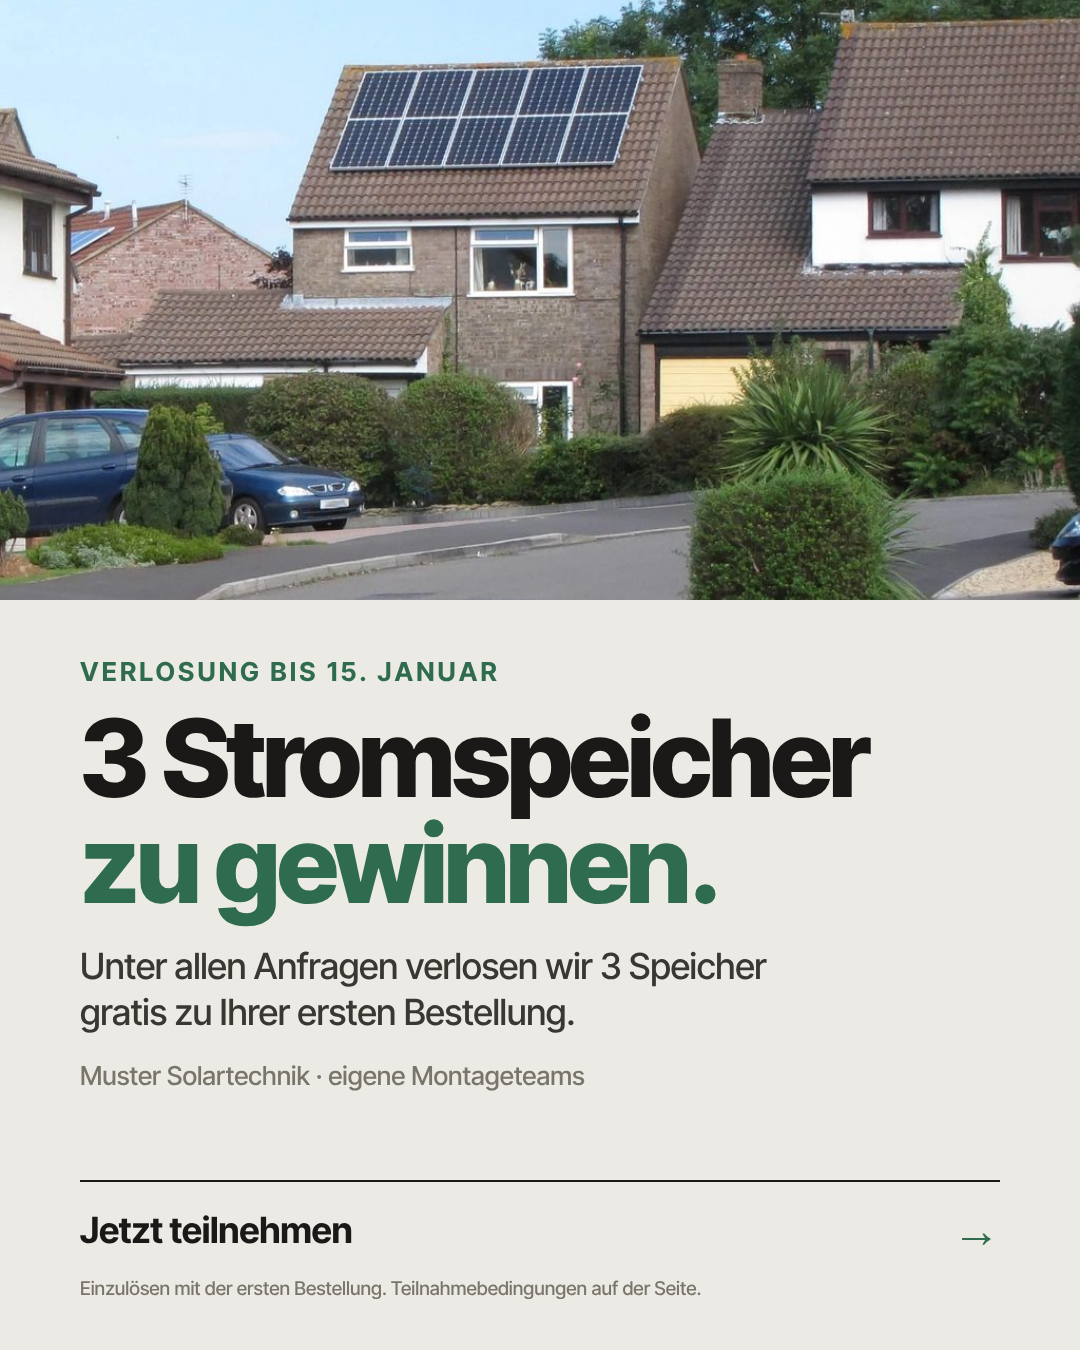 VERLOSUNG BIS 15. JANUAR
3 Stromspeicher
zu gewinnen.
Unter allen Anfragen verlosen wir 3 Speicher
gratis zu Ihrer ersten Bestellung.
Muster Solartechnik · eigene Montageteams
Jetzt teilnehmen →
Einzulösen mit der ersten Bestellung. Teilnahmebedingungen auf der Seite.